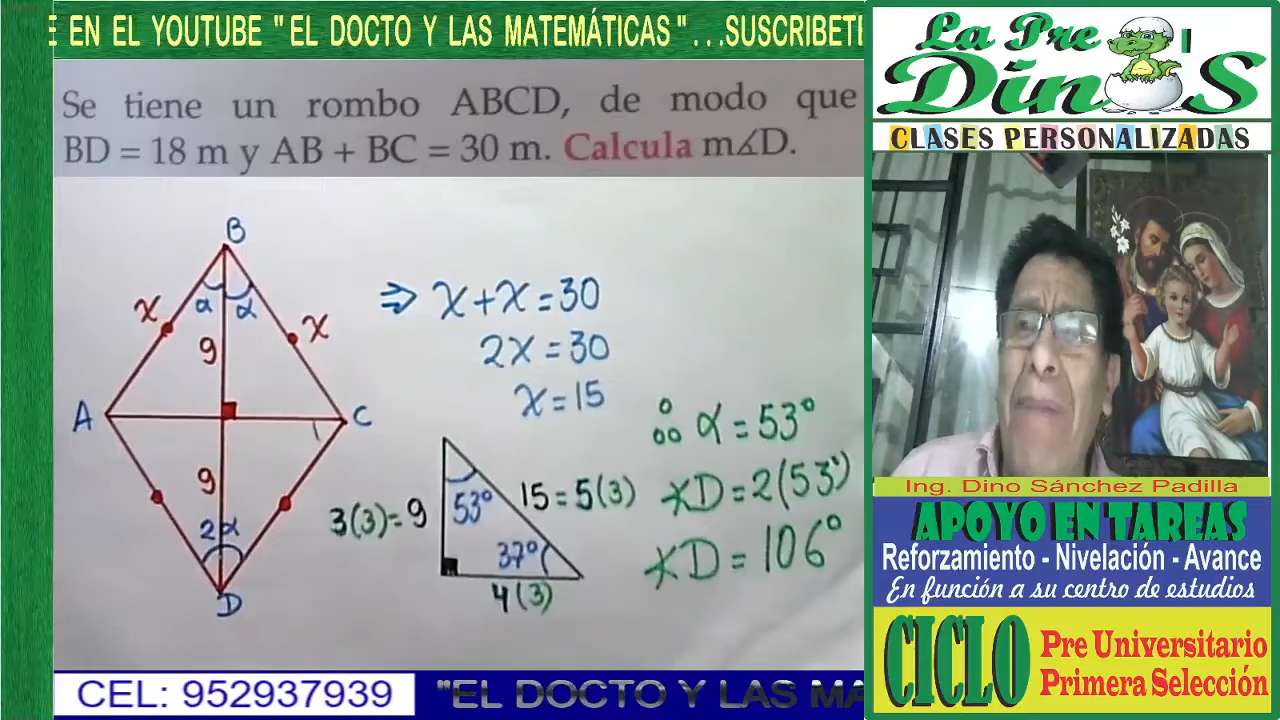 E EN EL YOUTUBE " EL DOCTO Y LAS MATEMÁTICAS" ...SUSCRIBETE
Se tiene un rombo ABCD, de modo que
BD = 18 m y AB + BC = 30 m. Calcula m∡D.
B
α α
x x
9
A C
9
2α
D
⇒ x+x=30
2x=30
x=15
3(3)=9
53°
15=5(3)
37°
4(3)
∴ α=53°
∡D=2(53°)
∡D=106°
CEL: 952937939 "EL DOCTO Y LAS MA
La Pre
Dino'S
CLASES PERSONALIZADAS
Ing. Dino Sánchez Padilla
APOYO EN TAREAS
Reforzamiento - Nivelación - Avance
En función a su centro de estudios
CICLO
Pre Universitario
Primera Selección